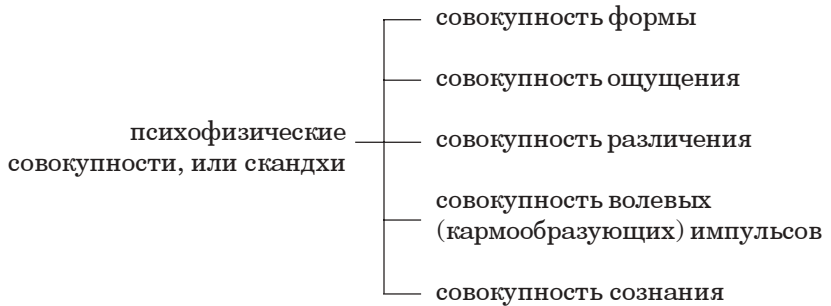 совокупность формы
совокупность ощущения
психофизические
совокупности, или скандхи
совокупность различения
совокупность волевых
(кармообразующих) импульсов
совокупность сознания